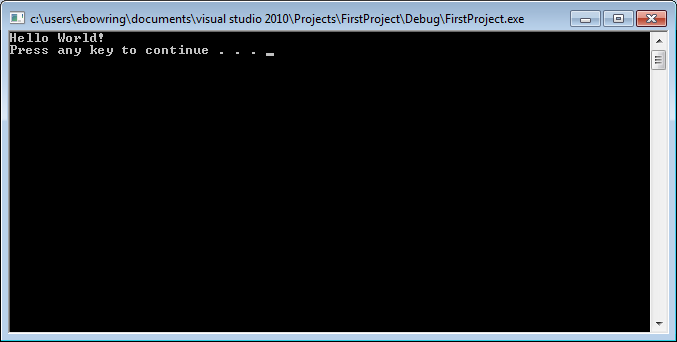 c:\users\ebowring\documents\visual studio 2010\Projects\FirstProject\Debug\FirstProject.exe
Hello World!
Press any key to continue . . . _